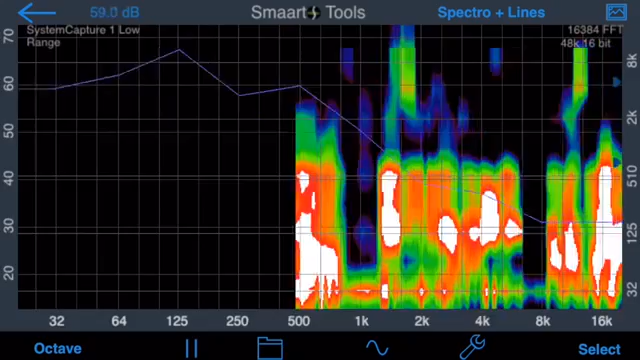 59.0 dB
Smaart Tools
Spectro + Lines
SystemCapture 1 Low
Range
16384 FFT
48k 16 bit
70
60
50
40
30
20
8k
2k
510
125
32
32 64 125 250 500 1k 2k 4k 8k 16k
Octave
Select